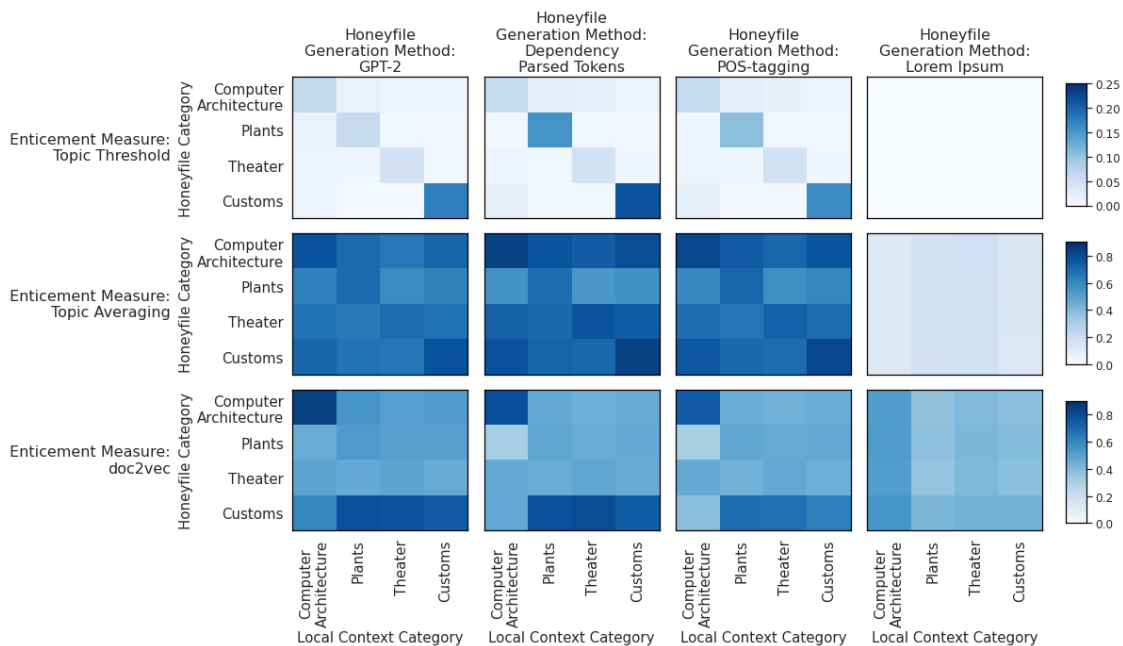 Honeyfile
Generation Method:
GPT-2
Honeyfile
Generation Method:
Dependency
Parsed Tokens
Honeyfile
Generation Method:
POS-tagging
Honeyfile
Generation Method:
Lorem Ipsum
Enticement Measure:
Topic Threshold
Honeyfile Category
Computer
Architecture
Plants
Theater
Customs
0.25
0.20
0.15
0.10
0.05
0.00
Enticement Measure:
Topic Averaging
Honeyfile Category
Computer
Architecture
Plants
Theater
Customs
0.8
0.6
0.4
0.2
0.0
Enticement Measure:
doc2vec
Honeyfile Category
Computer
Architecture
Plants
Theater
Customs
0.8
0.6
0.4
0.2
0.0
Computer
Architecture
Plants
Theater
Customs
Computer
Architecture
Plants
Theater
Customs
Computer
Architecture
Plants
Theater
Customs
Computer
Architecture
Plants
Theater
Customs
Local Context Category
Local Context Category
Local Context Category
Local Context Category